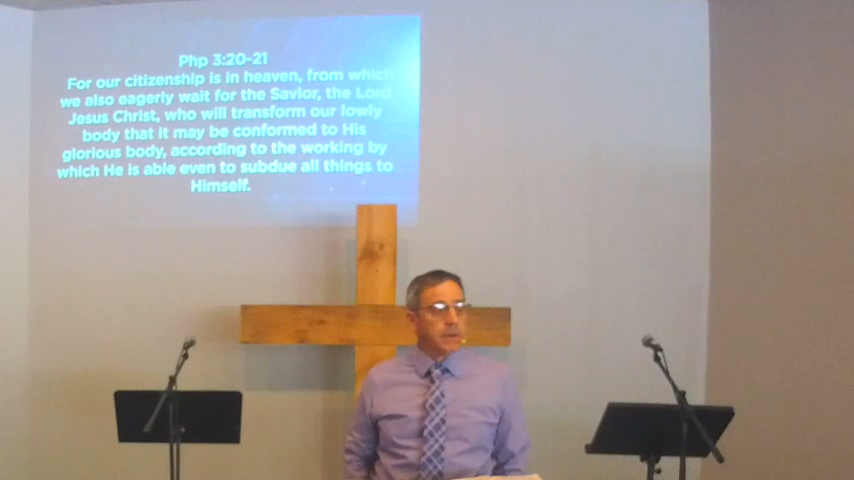 Php 3:20-21
For our citizenship is in heaven, from which
we also eagerly wait for the Savior, the Lord
Jesus Christ, who will transform our lowly
body that it may be conformed to His
glorious body, according to the working by
which He is able even to subdue all things to
Himself.